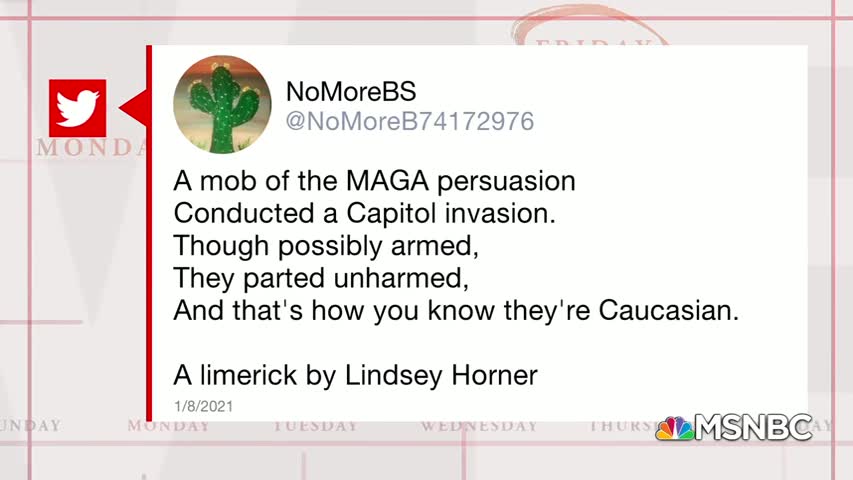 FRIDAY
MONDA
NoMoreBS
@NoMoreB74172976
A mob of the MAGA persuasion
Conducted a Capitol invasion.
Though possibly armed,
They parted unharmed,
And that's how you know they're Caucasian.
A limerick by Lindsey Horner
1/8/2021
UNDAY MONDAY TUESDAY WEDNESDAY THURS
MSNBC